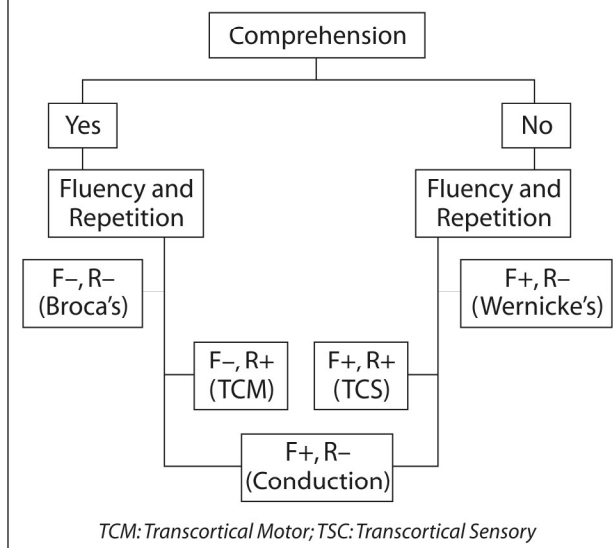 Comprehension
Yes
No
Fluency and
Repetition
Fluency and
Repetition
F–, R–
(Broca’s)
F+, R–
(Wernicke’s)
F–, R+
(TCM)
F+, R+
(TCS)
F+, R–
(Conduction)
TCM: Transcortical Motor; TSC: Transcortical Sensory